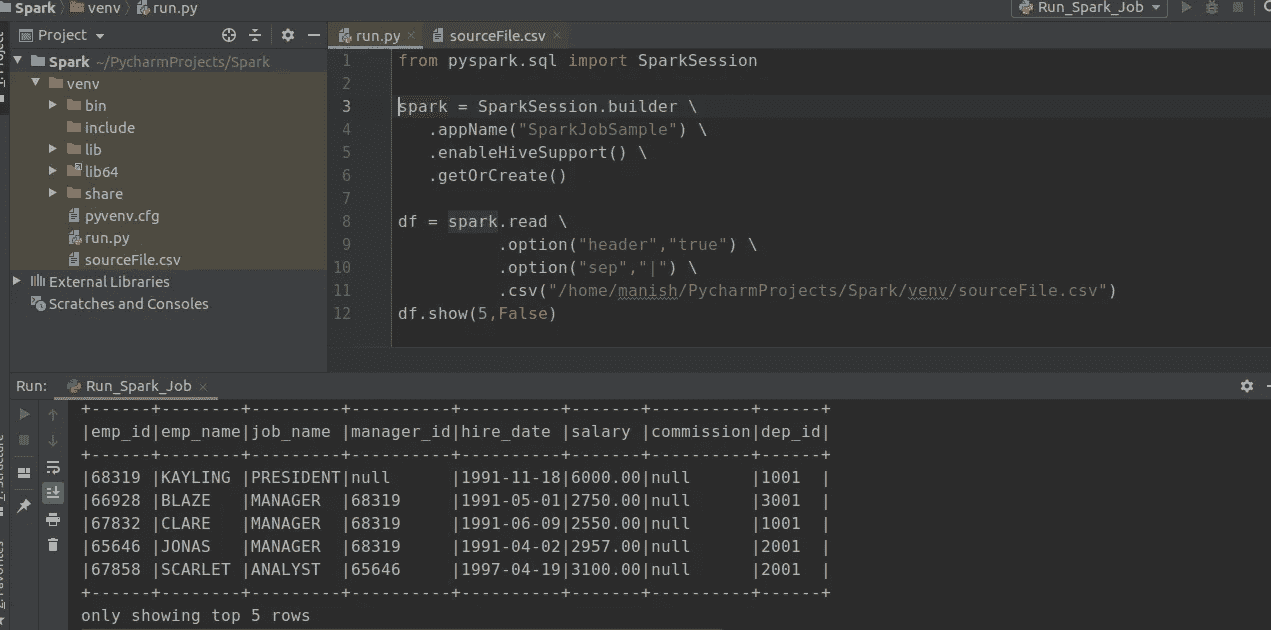 Spark venv run.py Run_Spark_Job
Project run.py sourceFile.csv
Spark ~/PycharmProjects/Spark
venv
bin
include
lib
lib64
share
pyvenv.cfg
run.py
sourceFile.csv
External Libraries
Scratches and Consoles
1 from pyspark.sql import SparkSession
2
3 spark = SparkSession.builder \
4    .appName("SparkJobSample") \
5    .enableHiveSupport() \
6    .getOrCreate()
7
8 df = spark.read \
9           .option("header","true") \
10           .option("sep","|") \
11           .csv("/home/manish/PycharmProjects/Spark/venv/sourceFile.csv")
12 df.show(5,False)
Run: Run_Spark_Job
+------+--------+---------+----------+----------+-------+----------+------+
|emp_id|emp_name|job_name |manager_id|hire_date |salary |commission|dep_id|
+------+--------+---------+----------+----------+-------+----------+------+
|68319 |KAYLING |PRESIDENT|null      |1991-11-18|6000.00|null      |1001  |
|66928 |BLAZE   |MANAGER  |68319     |1991-05-01|2750.00|null      |3001  |
|67832 |CLARE   |MANAGER  |68319     |1991-06-09|2550.00|null      |1001  |
|65646 |JONAS   |MANAGER  |68319     |1991-04-02|2957.00|null      |2001  |
|67858 |SCARLET |ANALYST  |65646     |1997-04-19|3100.00|null      |2001  |
+------+--------+---------+----------+----------+-------+----------+------+
only showing top 5 rows